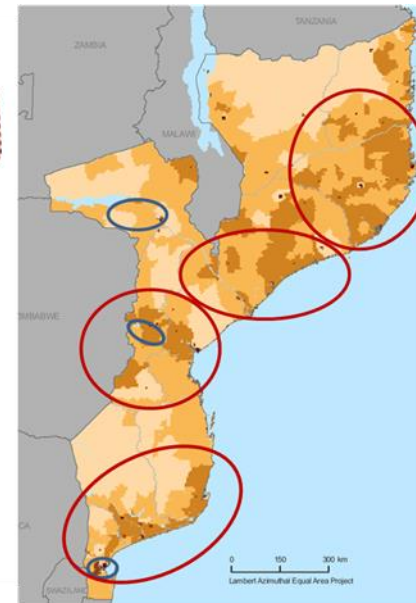 TANZANIA
ZAMBIA
MALAWI
ZIMBABWE
SWAZILAND
0 150 300 km
Lambert Azimuthal Equal Area Project